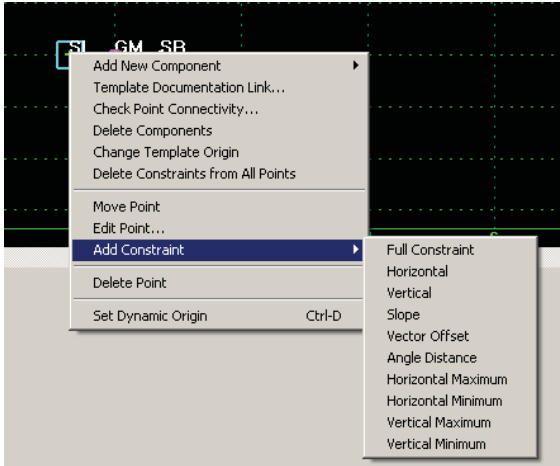 SL GM SB
Add New Component
Template Documentation Link...
Check Point Connectivity...
Delete Components
Change Template Origin
Delete Constraints from All Points
Move Point
Edit Point...
Add Constraint
Delete Point
Set Dynamic Origin Ctrl-D
Full Constraint
Horizontal
Vertical
Slope
Vector Offset
Angle Distance
Horizontal Maximum
Horizontal Minimum
Vertical Maximum
Vertical Minimum